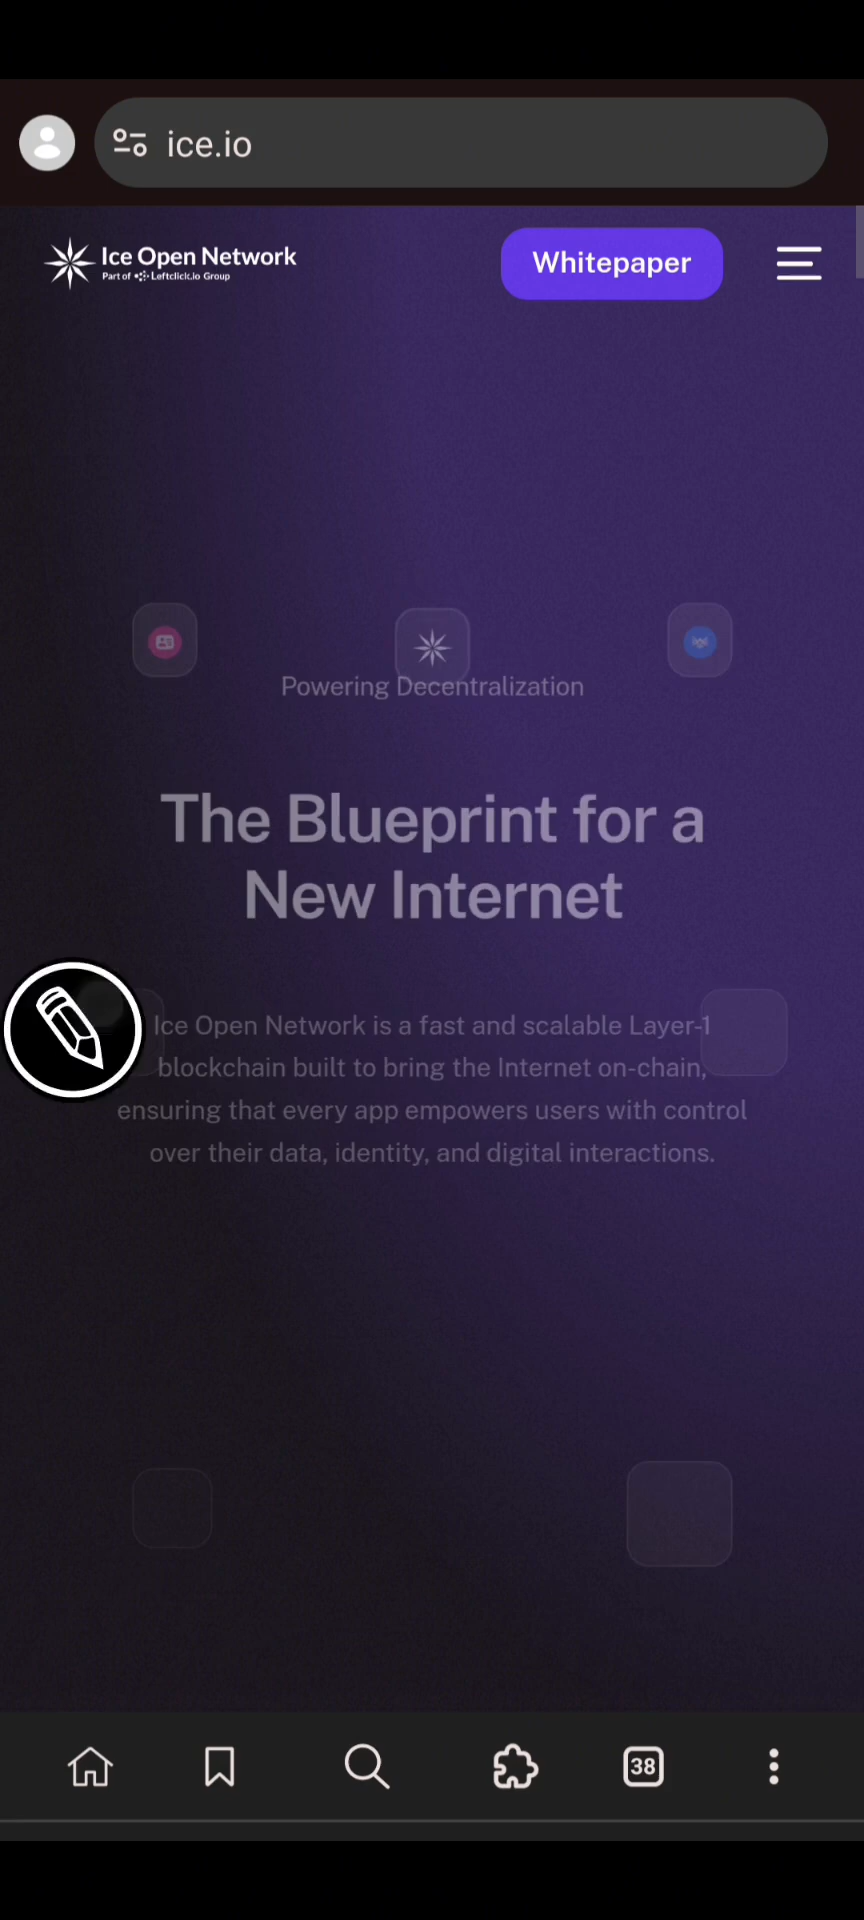 ice.io
Ice Open Network
Part of Leftclick.io Group
Whitepaper
Powering Decentralization
The Blueprint for a
New Internet
Ice Open Network is a fast and scalable Layer-1
blockchain built to bring the Internet on-chain,
ensuring that every app empowers users with control
over their data, identity, and digital interactions.
38